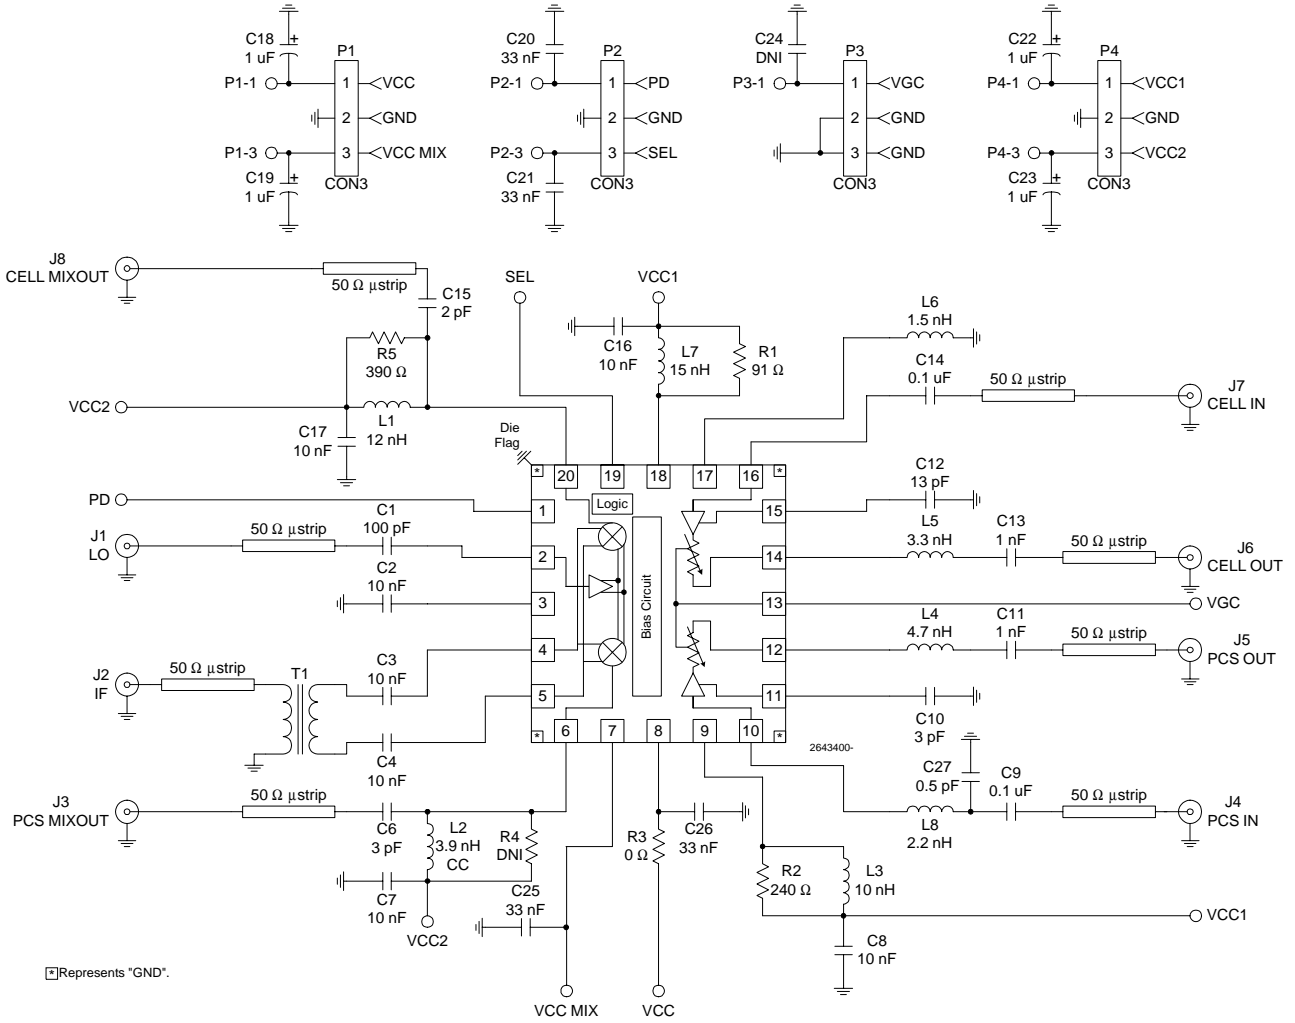 C18
1 uF
+
P1
P1-1
1
VCC
2
GND
P1-3
3
VCC MIX
C19
1 uF
+
CON3
C20
33 nF
P2
P2-1
1
PD
2
GND
P2-3
3
SEL
C21
33 nF
CON3
C24
DNI
P3
P3-1
1
VGC
2
GND
3
GND
CON3
C22
1 uF
+
P4
P4-1
1
VCC1
2
GND
P4-3
3
VCC2
C23
1 uF
+
CON3
J8
CELL MIXOUT
50 Ω µstrip
C15
2 pF
R5
390 Ω
VCC2
L1
12 nH
C17
10 nF
SEL
VCC1
C16
10 nF
L7
15 nH
R1
91 Ω
L6
1.5 nH
C14
0.1 uF
50 Ω µstrip
J7
CELL IN
Die
Flag
*
20
19
18
17
16
*
PD
1
Logic
15
C12
13 pF
J1
LO
50 Ω µstrip
C1
100 pF
2
14
L5
3.3 nH
C13
1 nF
50 Ω µstrip
J6
CELL OUT
C2
10 nF
3
Bias Circuit
13
VGC
J2
IF
50 Ω µstrip
T1
C3
10 nF
4
12
L4
4.7 nH
C11
1 nF
50 Ω µstrip
J5
PCS OUT
5
11
C10
3 pF
C4
10 nF
*
6
7
8
9
10
*
2643400-
J3
PCS MIXOUT
50 Ω µstrip
C6
3 pF
L2
3.9 nH
CC
R4
DNI
C7
10 nF
VCC2
C25
33 nF
R3
0 Ω
C26
33 nF
C27
0.5 pF
C9
0.1 uF
50 Ω µstrip
J4
PCS IN
L8
2.2 nH
R2
240 Ω
L3
10 nH
VCC1
C8
10 nF
VCC MIX
VCC
*Represents "GND".